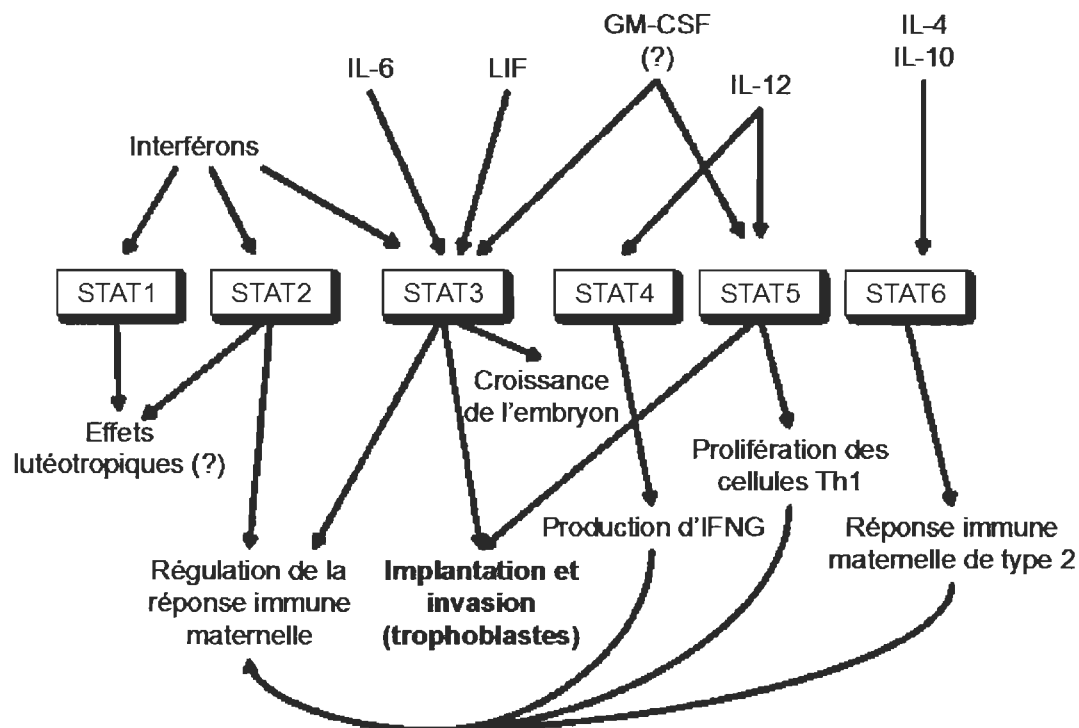 GM-CSF
(?)
IL-4
IL-10
IL-6
LIF
IL-12
Interférons
STAT1
STAT2
STAT3
STAT4
STAT5
STAT6
Croissance
de l'embryon
Effets
lutéotropiques (?)
Prolifération des
cellules Th1
Production d'IFNG
Réponse immune
maternelle de type 2
Régulation de la
réponse immune
maternelle
Implantation et
invasion
(trophoblastes)